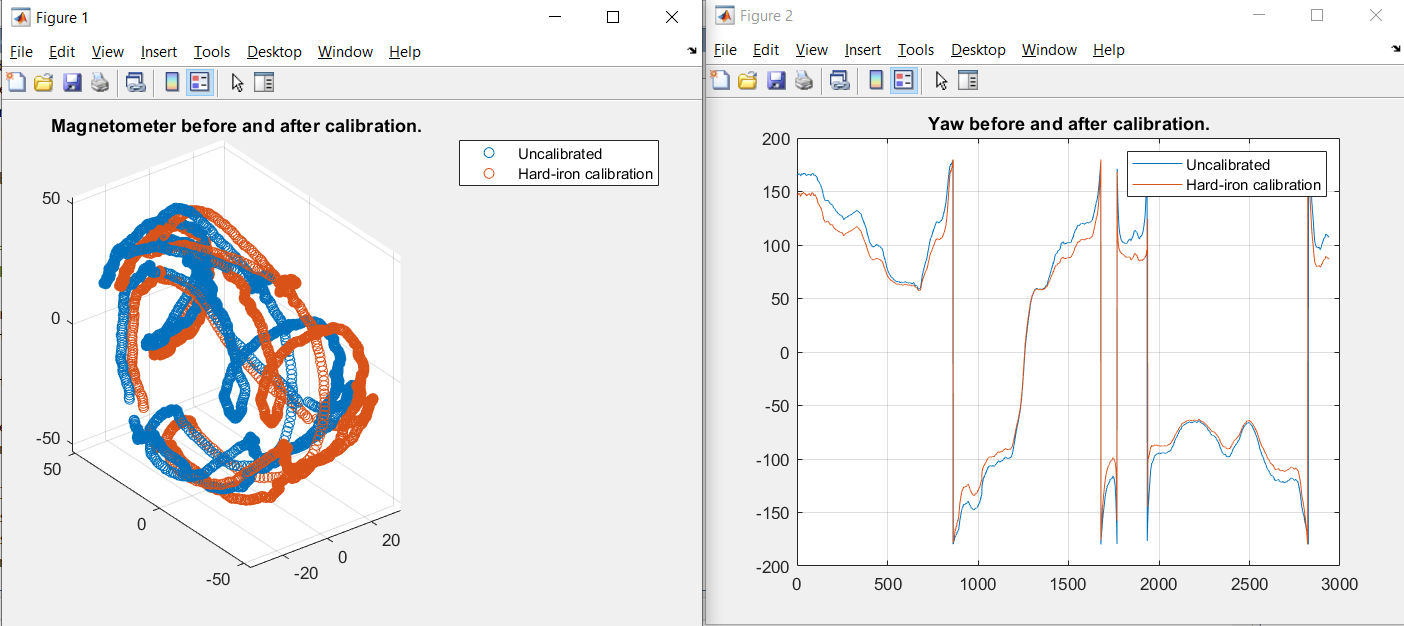 Figure 1
File Edit View Insert Tools Desktop Window Help
Magnetometer before and after calibration.
Uncalibrated
Hard-iron calibration
50
0
-50
50
0
-50
-20
0
20
Figure 2
File Edit View Insert Tools Desktop Window Help
Yaw before and after calibration.
Uncalibrated
Hard-iron calibration
200
150
100
50
0
-50
-100
-150
-200
0 500 1000 1500 2000 2500 3000